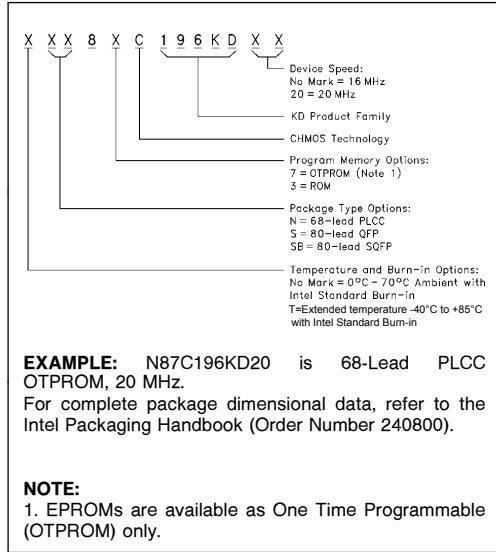 X XX 8 X C 196KD XX
Device Speed:
No Mark = 16 MHz
20 = 20 MHz
KD Product Family
CHMOS Technology
Program Memory Options:
7 = OTPROM (Note 1)
3 = ROM
Package Type Options:
N = 68-lead PLCC
S = 80-lead QFP
SB = 80-lead SQFP
Temperature and Burn-in Options:
No Mark = 0°C - 70°C Ambient with
Intel Standard Burn-in
T=Extended temperature -40°C to +85°C
with Intel Standard Burn-in
EXAMPLE: N87C196KD20 is 68-Lead PLCC
OTPROM, 20 MHz.
For complete package dimensional data, refer to the
Intel Packaging Handbook (Order Number 240800).
NOTE:
1. EPROMs are available as One Time Programmable
(OTPROM) only.